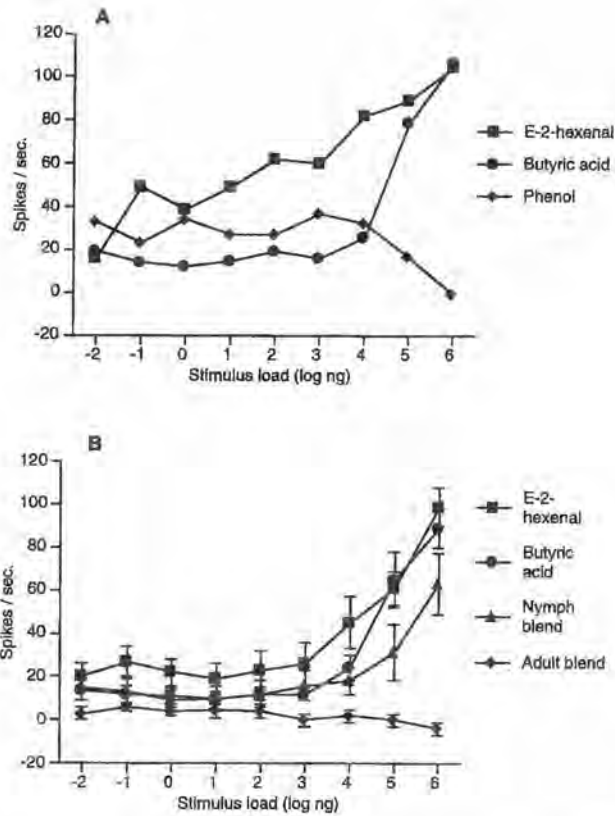 A
120
100
80
60
40
20
0
-20
Spikes / sec.
-2 -1 0 1 2 3 4 5 6
Stimulus load (log ng)
E-2-hexenal
Butyric acid
Phenol
B
120
100
80
60
40
20
0
-20
Spikes / sec.
-2 -1 0 1 2 3 4 5 6
Stimulus load (log ng)
E-2-
hexenal
Butyric
acid
Nymph
blend
Adult blend